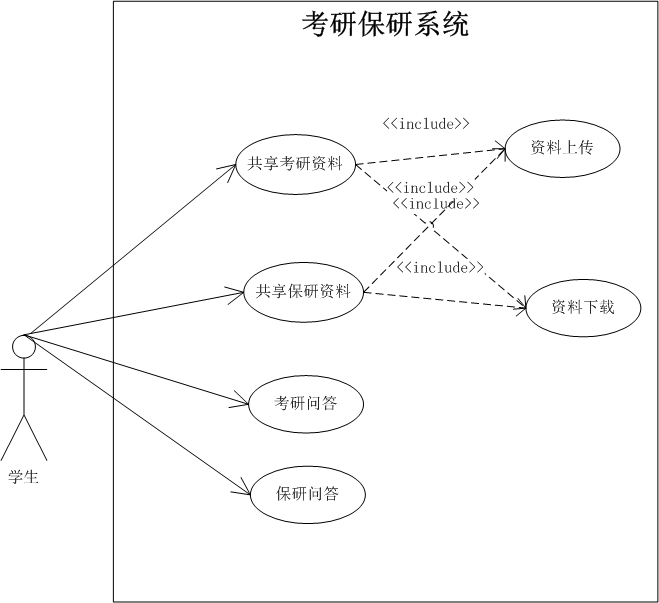 考研保研系统
<<include>>
资料上传
共享考研资料
<<include>>
<<include>>
<<include>>
共享保研资料
资料下载
考研问答
学生
保研问答